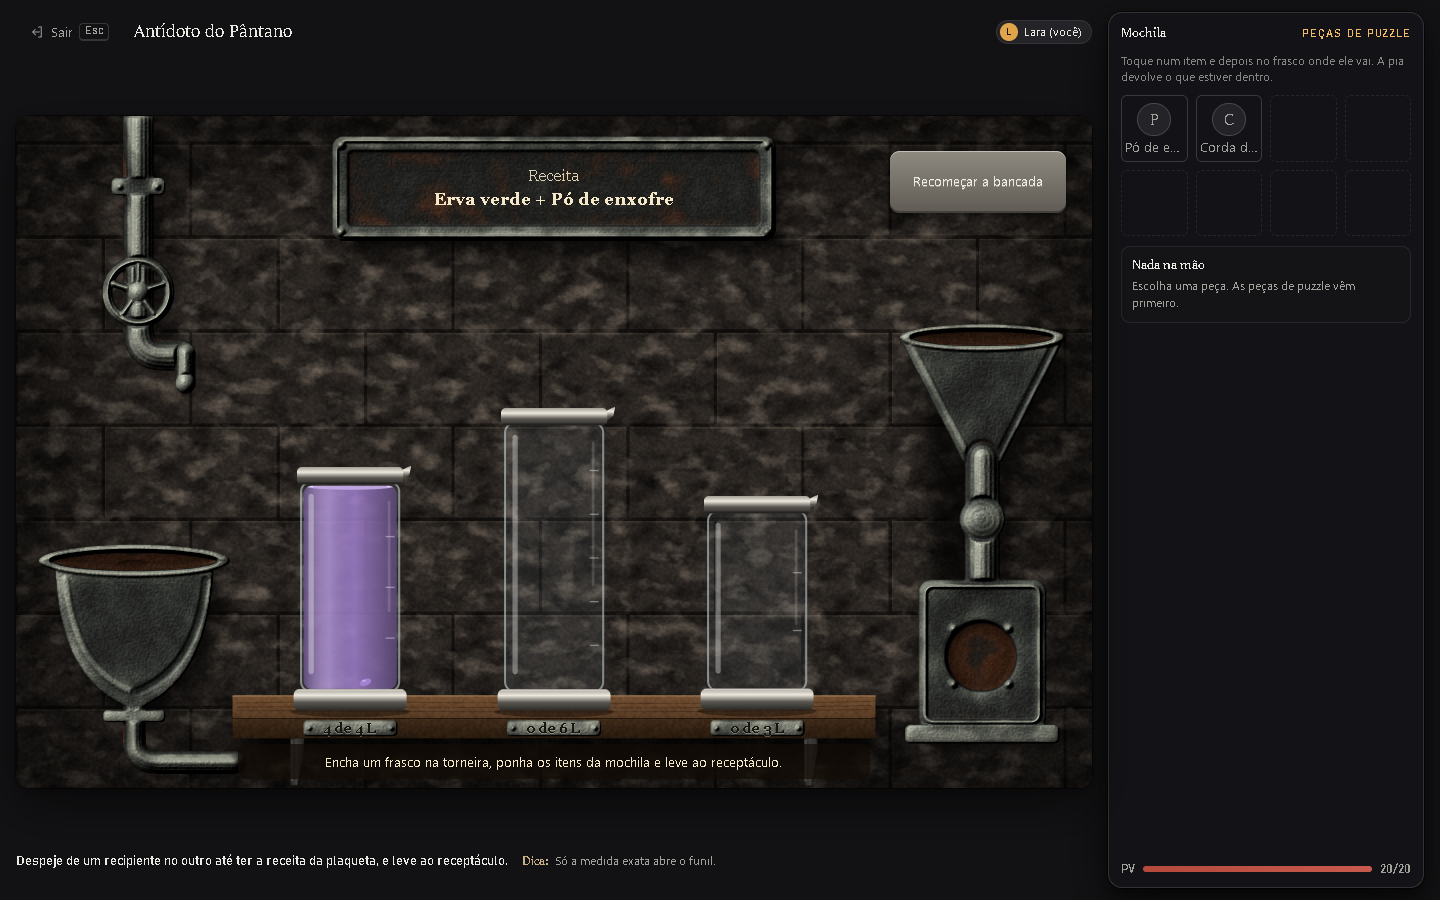 Sair Esc
Antídoto do Pântano
L Lara (você)
Mochila
PEÇAS DE PUZZLE
Toque num item e depois no frasco onde ele vai. A pia
devolve o que estiver dentro.
P
Pó de e...
C
Corda d...
Nada na mão
Escolha uma peça. As peças de puzzle vêm
primeiro.
Receita
Erva verde + Pó de enxofre
Recomeçar a bancada
4 de 4 L
0 de 6 L
0 de 3 L
Encha um frasco na torneira, ponha os itens da mochila e leve ao receptáculo.
Despeje de um recipiente no outro até ter a receita da plaqueta, e leve ao receptáculo. Dica: Só a medida exata abre o funil.
PV 20/20